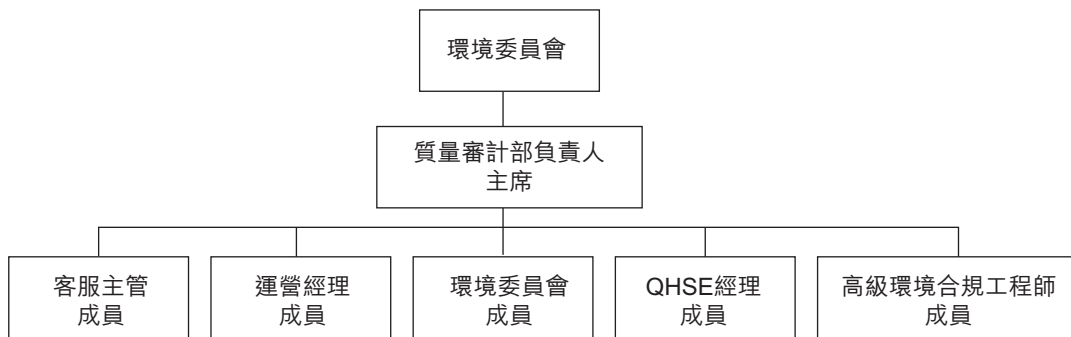 環境委員會
質量審計部負責人
主席
客服主管
成員
運營經理
成員
環境委員會
成員
QHSE經理
成員
高級環境合規工程師
成員